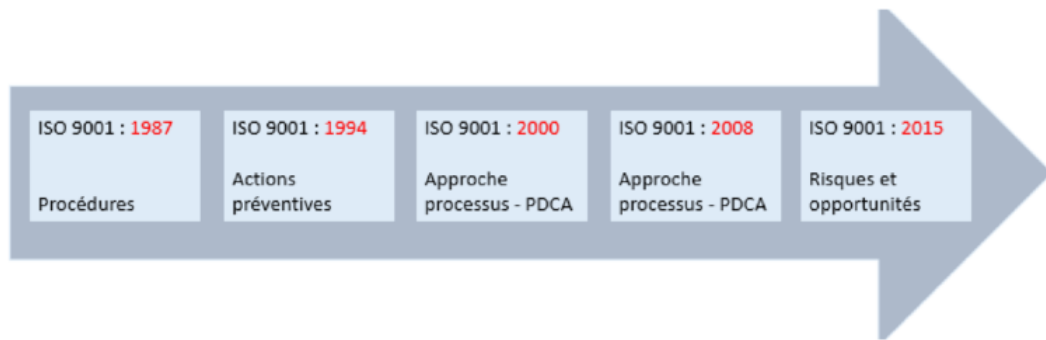 ISO 9001 : 1987
Procédures
ISO 9001 : 1994
Actions
préventives
ISO 9001 : 2000
Approche
processus - PDCA
ISO 9001 : 2008
Approche
processus - PDCA
ISO 9001 : 2015
Risques et
opportunités